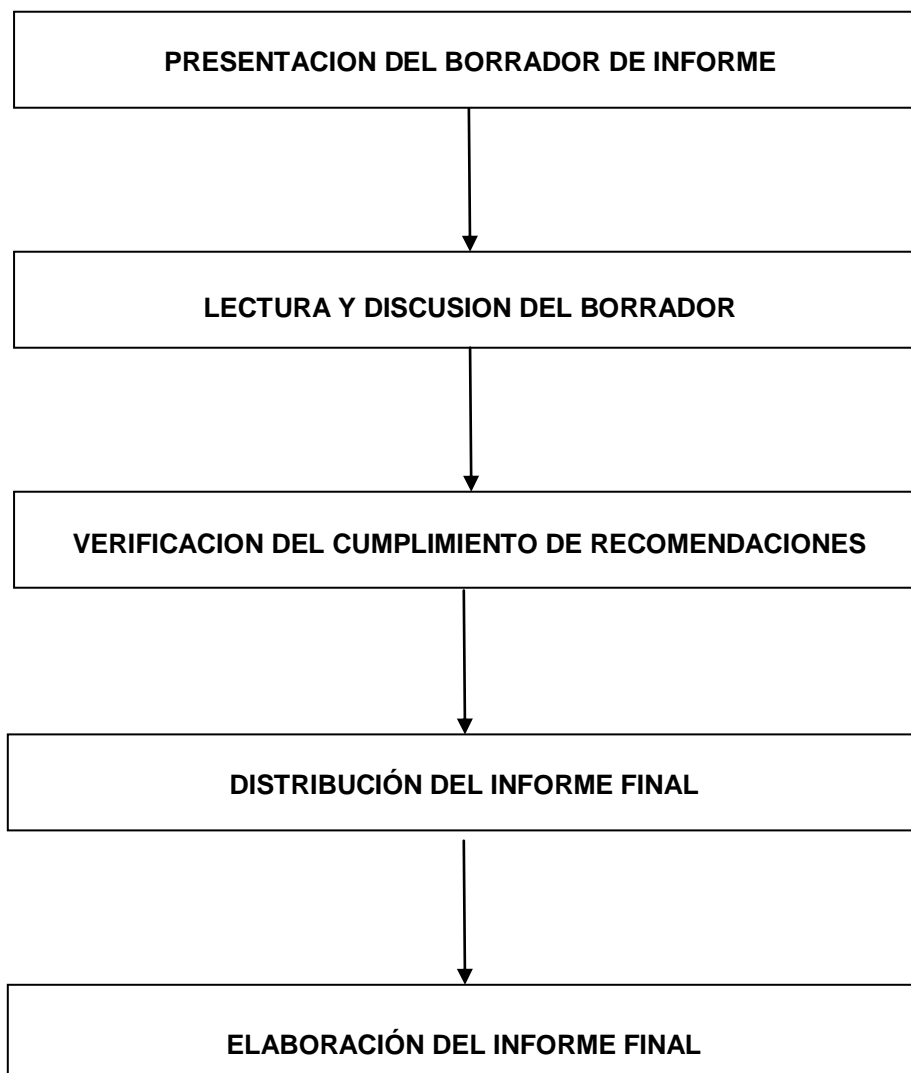 PRESENTACION DEL BORRADOR DE INFORME
LECTURA Y DISCUSION DEL BORRADOR
VERIFICACION DEL CUMPLIMIENTO DE RECOMENDACIONES
DISTRIBUCIÓN DEL INFORME FINAL
ELABORACIÓN DEL INFORME FINAL